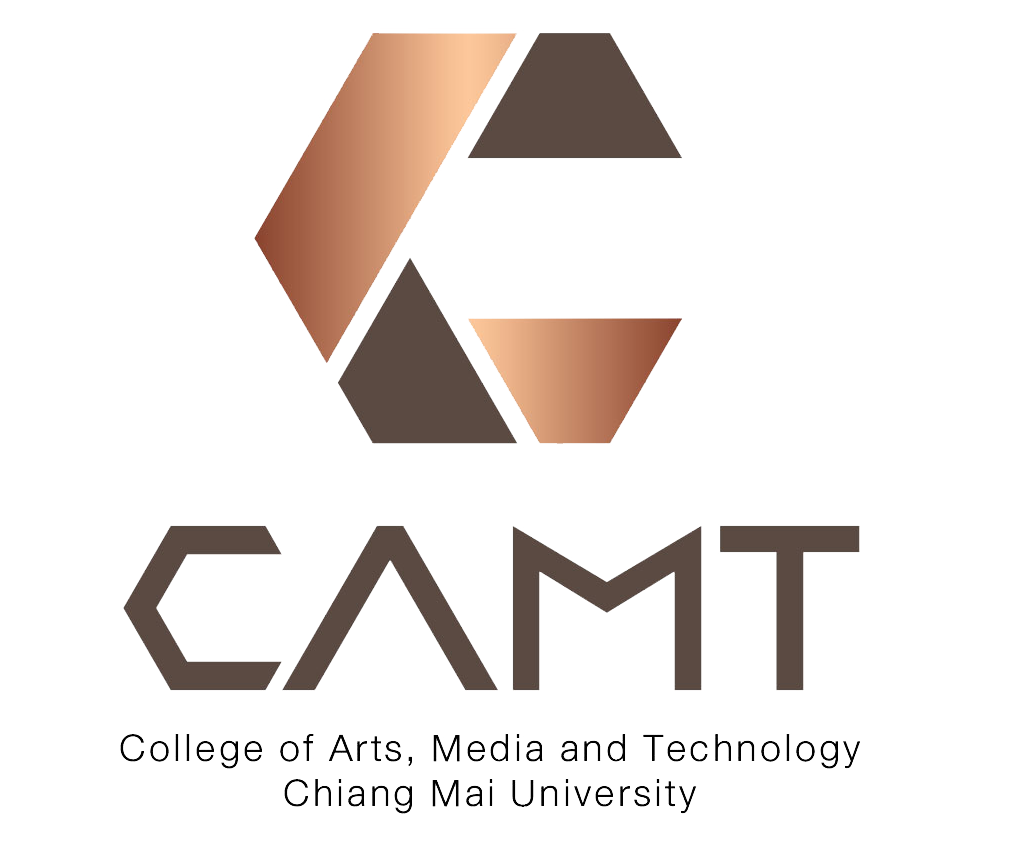 CAMT
College of Arts, Media and Technology
Chiang Mai University